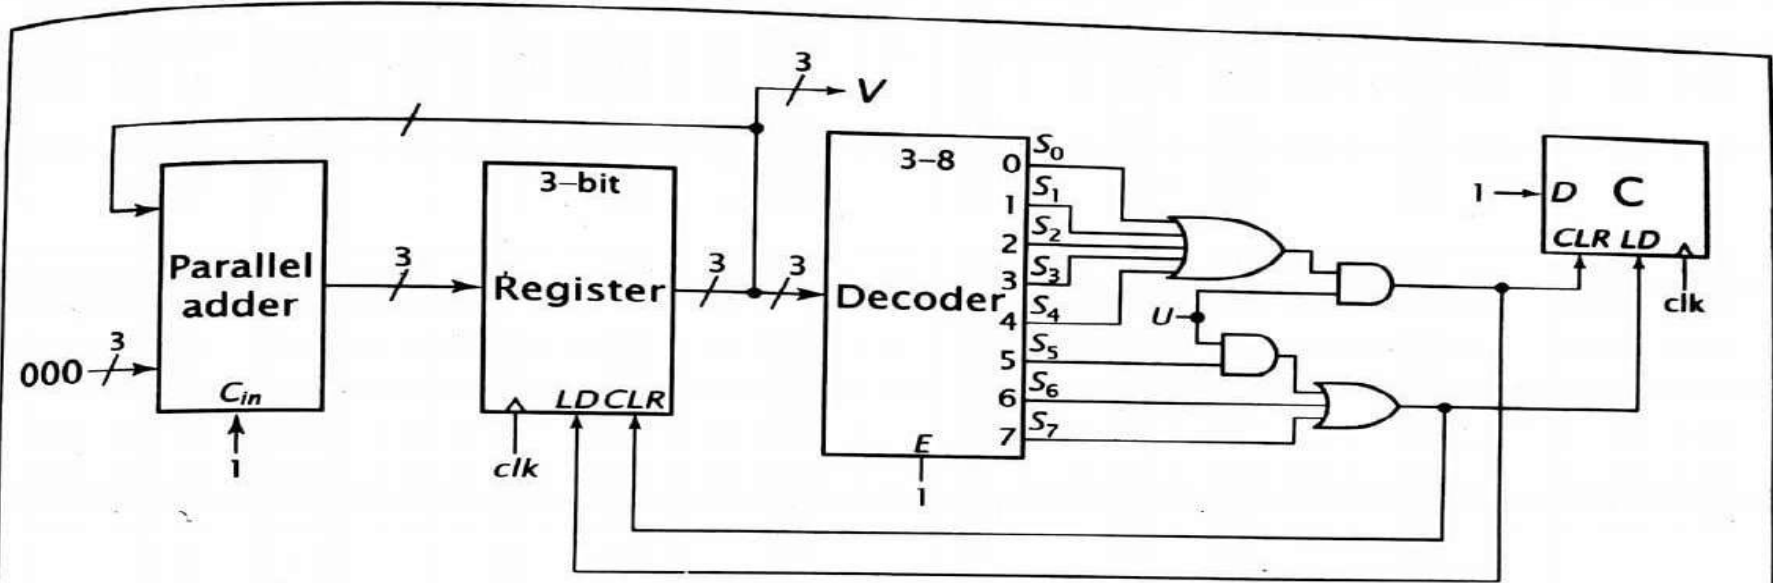 3
V
3-bit
3-8
0
S0
1
S1
2
S2
3
S3
4
S4
5
S5
6
S6
7
S7
1
D
C
CLR LD
clk
Parallel
adder
3
Register
3
3
Decoder
U
000
3
Cin
1
LD CLR
clk
E
1